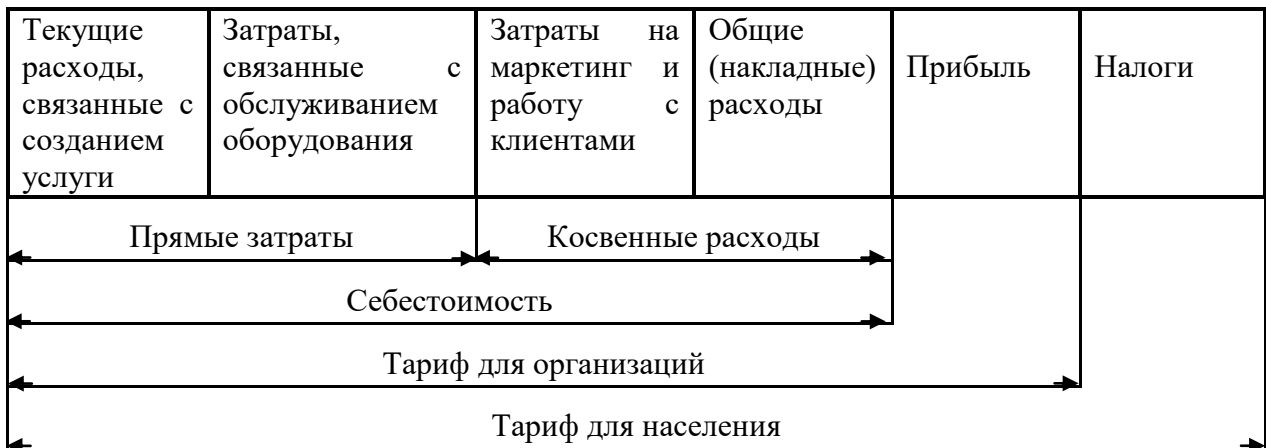 Текущие
расходы,
связанные с
созданием
услуги
Затраты,
связанные с
обслуживанием
оборудования
Затраты на
маркетинг и
работу с
клиентами
Общие
(накладные)
расходы
Прибыль
Налоги
Прямые затраты
Косвенные расходы
Себестоимость
Тариф для организаций
Тариф для населения